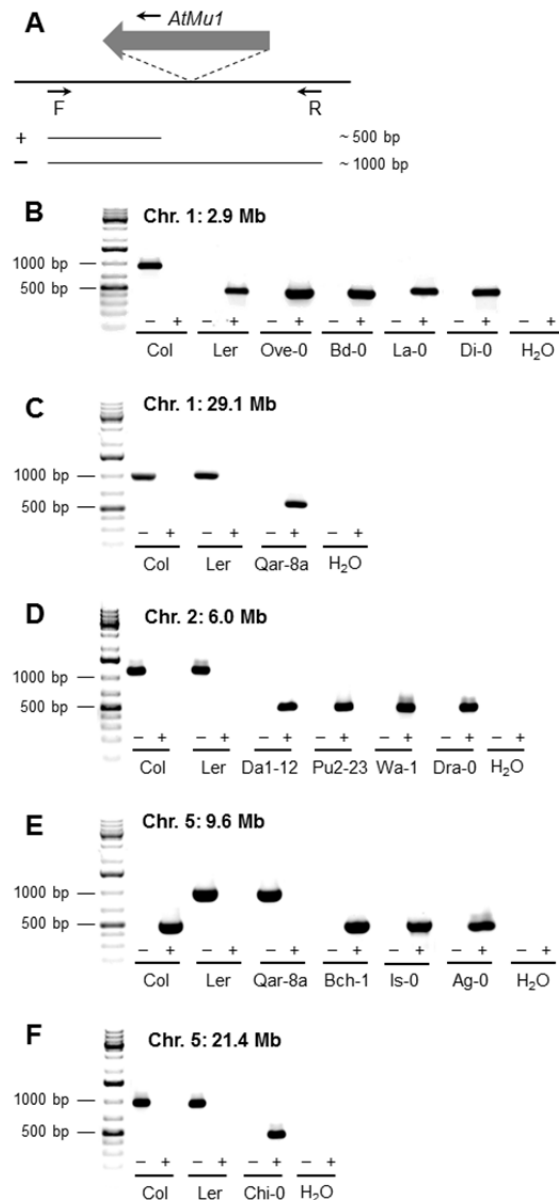 A
AtMu1
F R
+ ~ 500 bp
– ~ 1000 bp
B
Chr. 1: 2.9 Mb
1000 bp
500 bp
– + – + – + – + – + – + – +
Col Ler Ove-0 Bd-0 La-0 Di-0 H2O
C
Chr. 1: 29.1 Mb
1000 bp
500 bp
– + – + – + – +
Col Ler Qar-8a H2O
D
Chr. 2: 6.0 Mb
1000 bp
500 bp
– + – + – + – + – + – + – +
Col Ler Da1-12 Pu2-23 Wa-1 Dra-0 H2O
E
Chr. 5: 9.6 Mb
1000 bp
500 bp
– + – + – + – + – + – + – +
Col Ler Qar-8a Bch-1 Is-0 Ag-0 H2O
F
Chr. 5: 21.4 Mb
1000 bp
500 bp
– + – + – + – +
Col Ler Chi-0 H2O